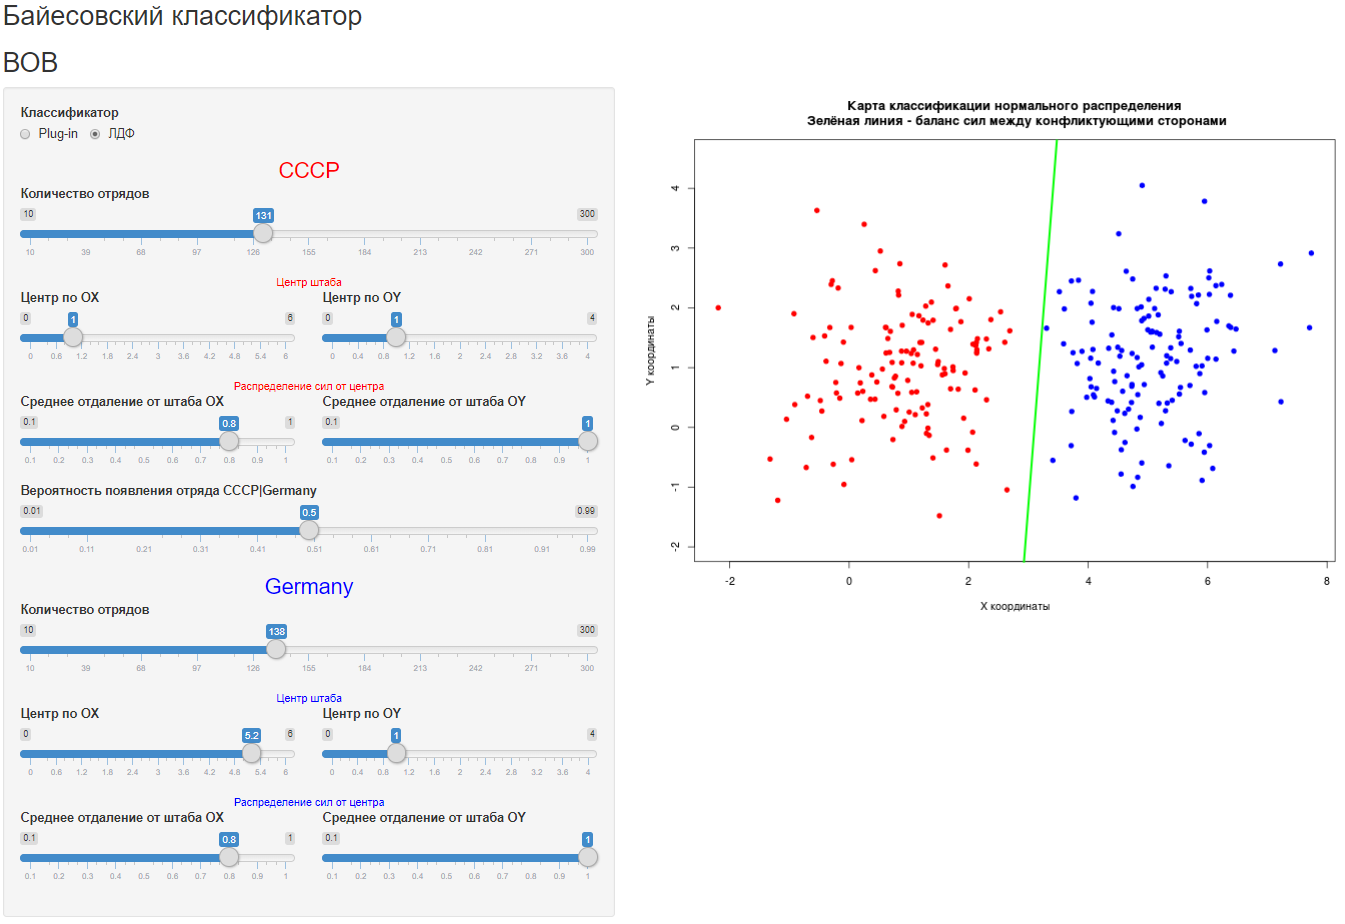 Байесовский классификатор
ВОВ
Классификатор
Plug-in ЛДФ
СССР
Количество отрядов
10 131 300
10 39 68 97 126 155 184 213 242 271 300
Центр штаба
Центр по OX Центр по OY
0 1 6 0 1 4
0 0.6 1.2 1.8 2.4 3 3.6 4.2 4.8 5.4 6 0 0.4 0.8 1.2 1.6 2 2.4 2.8 3.2 3.6 4
Распределение сил от центра
Среднее отдаление от штаба OX Среднее отдаление от штаба OY
0.1 0.8 1 0.1 1
0.1 0.2 0.3 0.4 0.5 0.6 0.7 0.8 0.9 1 0.1 0.2 0.3 0.4 0.5 0.6 0.7 0.8 0.9 1
Вероятность появления отряда СССР|Germany
0.01 0.5 0.99
0.01 0.11 0.21 0.31 0.41 0.51 0.61 0.71 0.81 0.91 0.99
Germany
Количество отрядов
10 138 300
10 39 68 97 126 155 184 213 242 271 300
Центр штаба
Центр по OX Центр по OY
0 5.2 6 0 1 4
0 0.6 1.2 1.8 2.4 3 3.6 4.2 4.8 5.4 6 0 0.4 0.8 1.2 1.6 2 2.4 2.8 3.2 3.6 4
Распределение сил от центра
Среднее отдаление от штаба OX Среднее отдаление от штаба OY
0.1 0.8 1 0.1 1
0.1 0.2 0.3 0.4 0.5 0.6 0.7 0.8 0.9 1 0.1 0.2 0.3 0.4 0.5 0.6 0.7 0.8 0.9 1
Карта классификации нормального распределения
Зелёная линия - баланс сил между конфликтующими сторонами
Y координаты
4
3
2
1
0
-1
-2
-2 0 2 4 6 8
X координаты